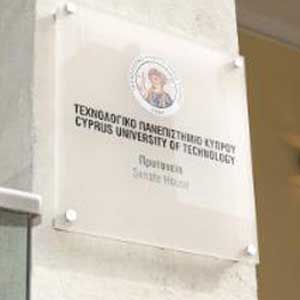 ΤΕΧΝΟΛΟΓΙΚΟ ΠΑΝΕΠΙΣΤΗΜΙΟ ΚΥΠΡΟΥ
CYPRUS UNIVERSITY OF TECHNOLOGY
Πρυτανεία
Senate House